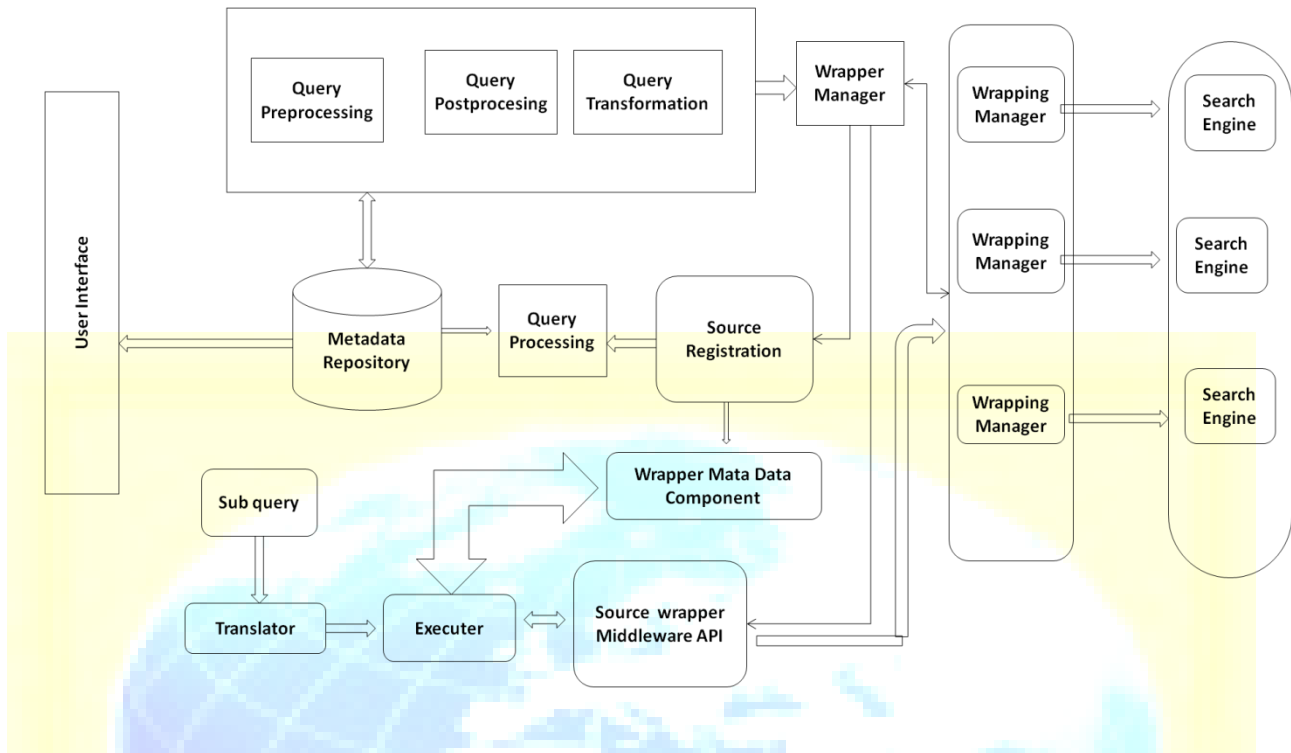 Query
Preprocessing
Query
Postprocesing
Query
Transformation
Wrapper
Manager
Wrapping
Manager
Search
Engine
User Interface
Wrapping
Manager
Search
Engine
Metadata
Repository
Query
Processing
Source
Registration
Wrapping
Manager
Search
Engine
Wrapper Mata Data
Component
Sub query
Translator
Executer
Source wrapper
Middleware API